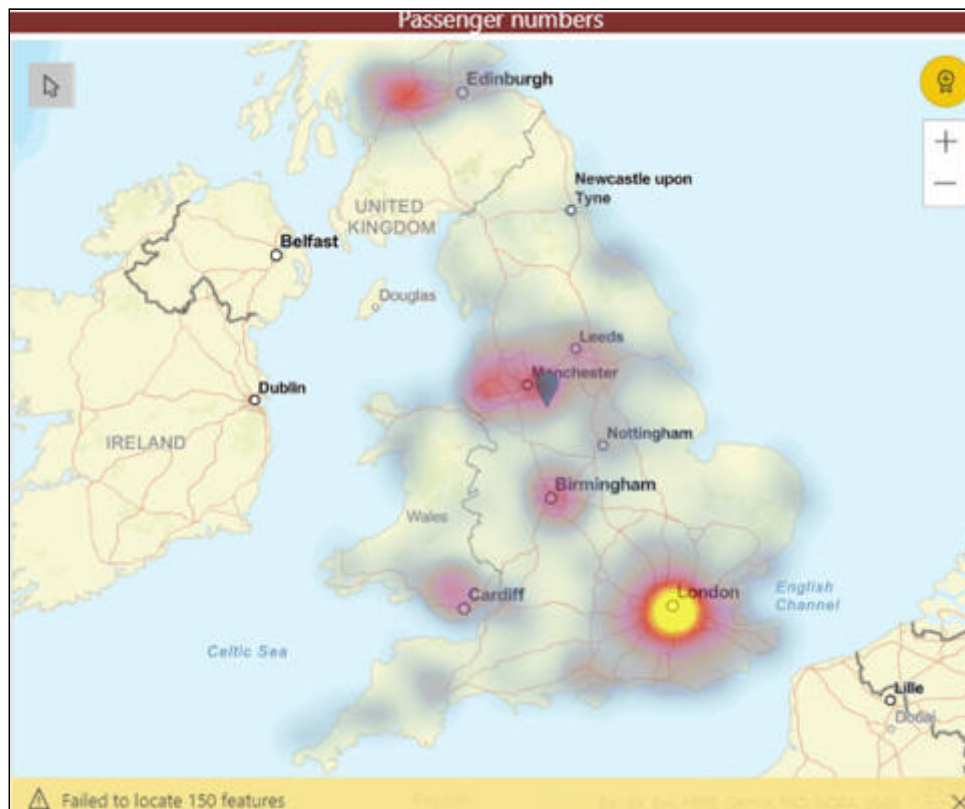 Passenger numbers
Edinburgh
Newcastle upon
Tyne
UNITED
KINGDOM
Belfast
Douglas
Leeds
Manchester
Dublin
IRELAND
Nottingham
Birmingham
Wales
Cardiff
London
English
Channel
Celtic Sea
Lille
Douai
Failed to locate 150 features